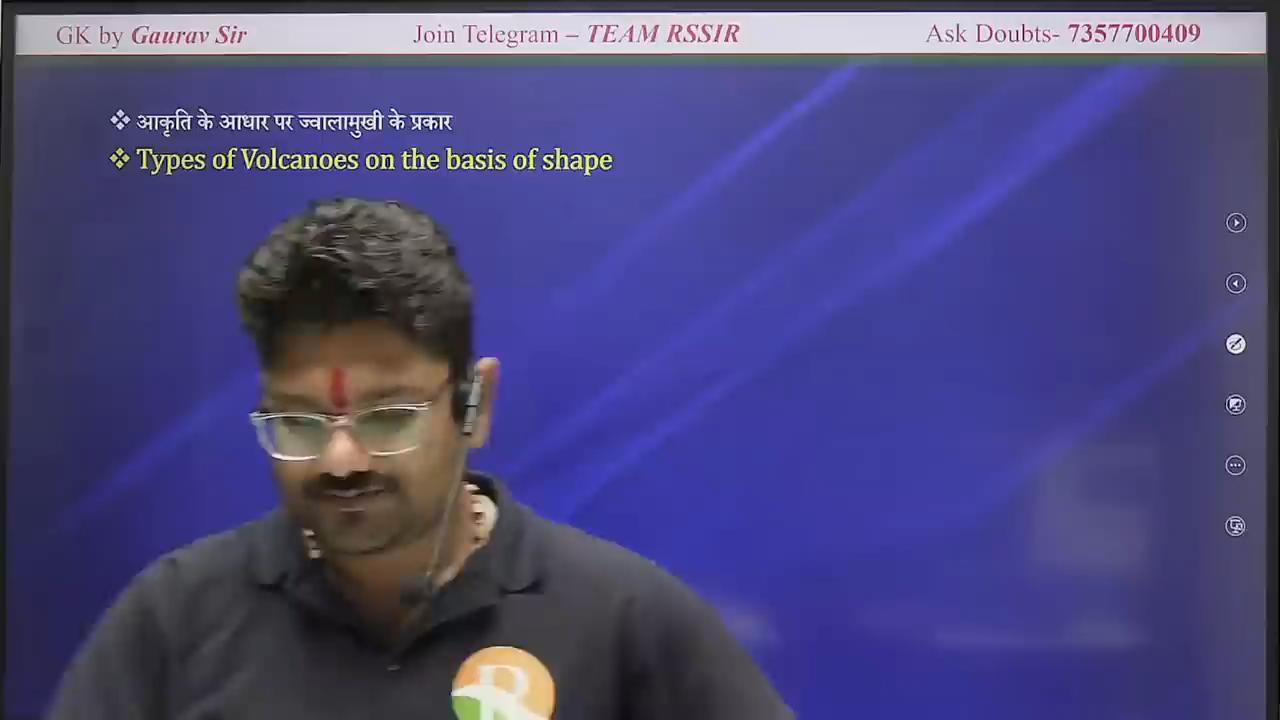 GK by Gaurav Sir Join Telegram – TEAM RSSIR Ask Doubts- 7357700409
❖ आकृति के आधार पर ज्वालामुखी के प्रकार
❖ Types of Volcanoes on the basis of shape
R